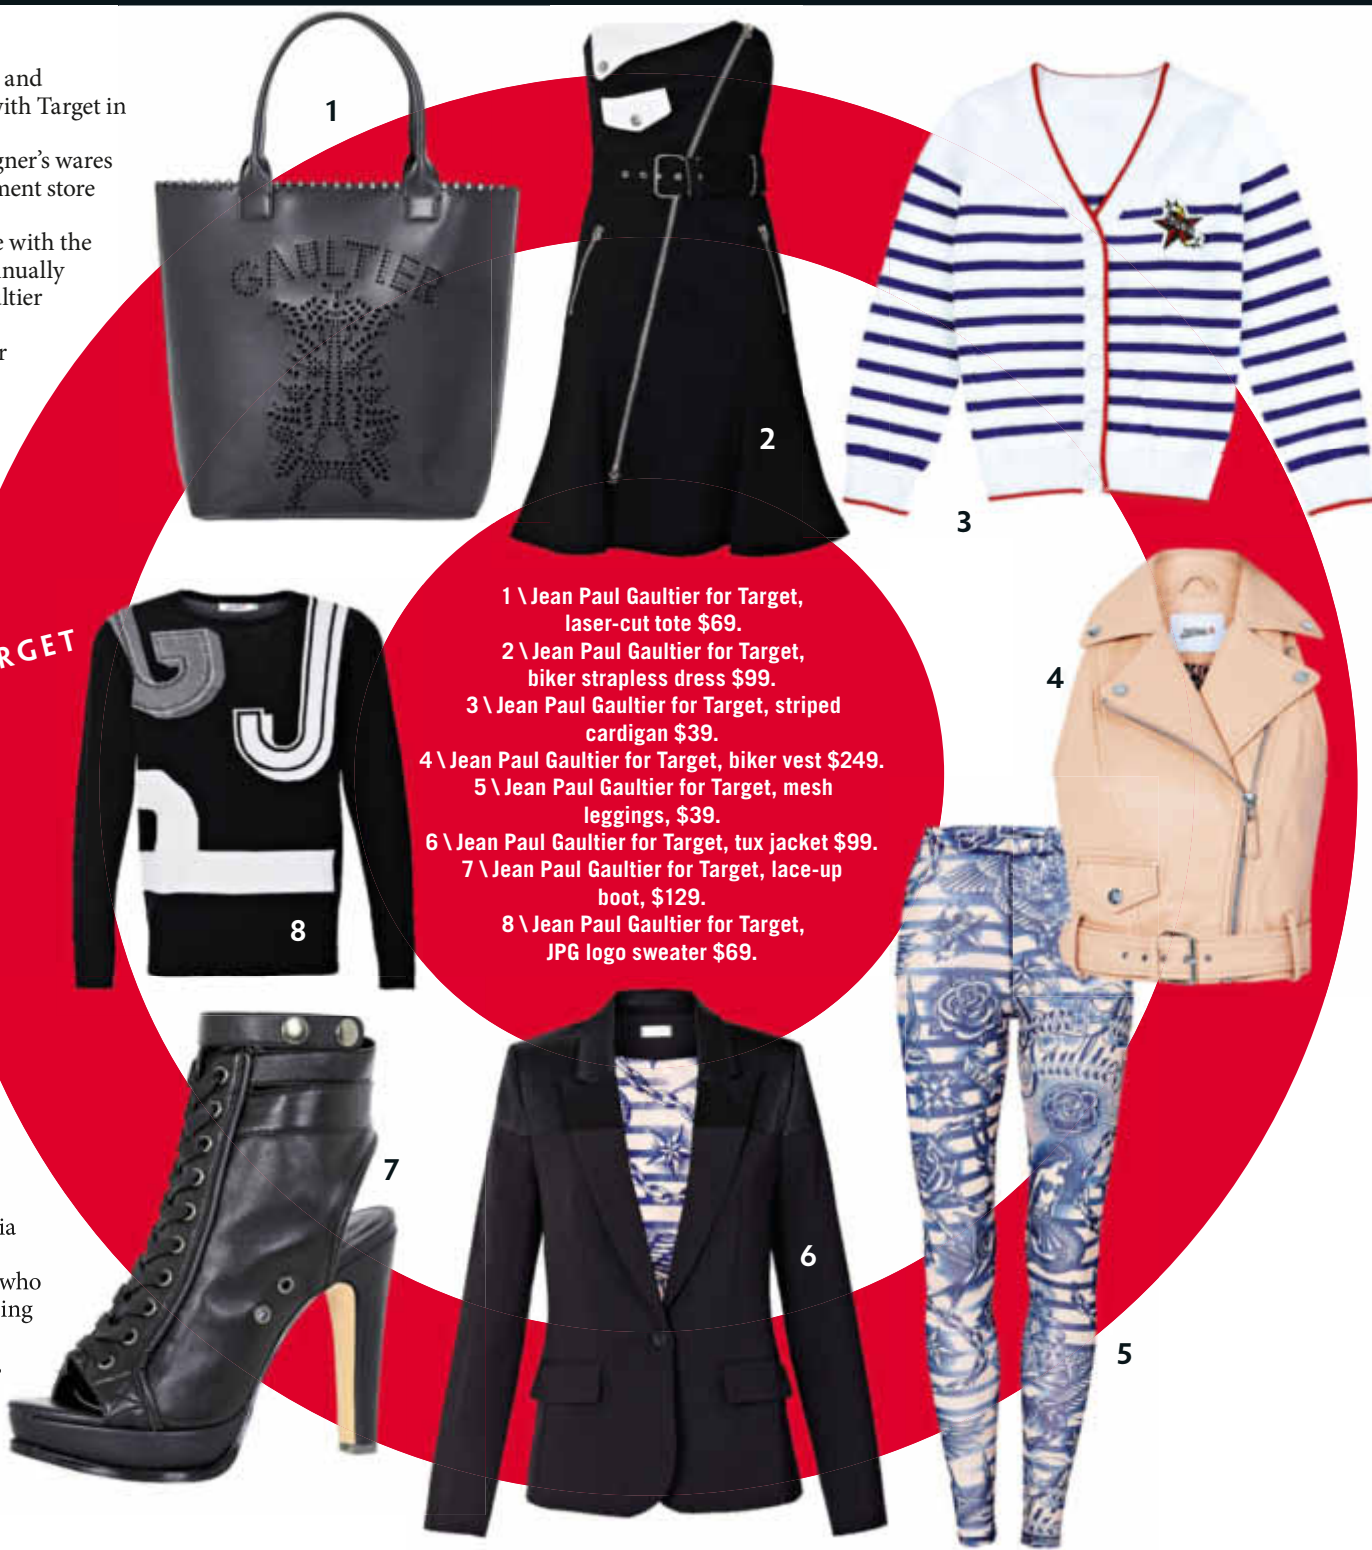 and
with Target in
gner's wares
ment store
e with the
nually
ultier
r
RGET
GAULTIER
1
2
3
4
5
6
7
8
1 \ Jean Paul Gaultier for Target,
laser-cut tote $69.
2 \ Jean Paul Gaultier for Target,
biker strapless dress $99.
3 \ Jean Paul Gaultier for Target, striped
cardigan $39.
4 \ Jean Paul Gaultier for Target, biker vest $249.
5 \ Jean Paul Gaultier for Target, mesh
leggings, $39.
6 \ Jean Paul Gaultier for Target, tux jacket $99.
7 \ Jean Paul Gaultier for Target, lace-up
boot, $129.
8 \ Jean Paul Gaultier for Target,
JPG logo sweater $69.
ia
who
ing